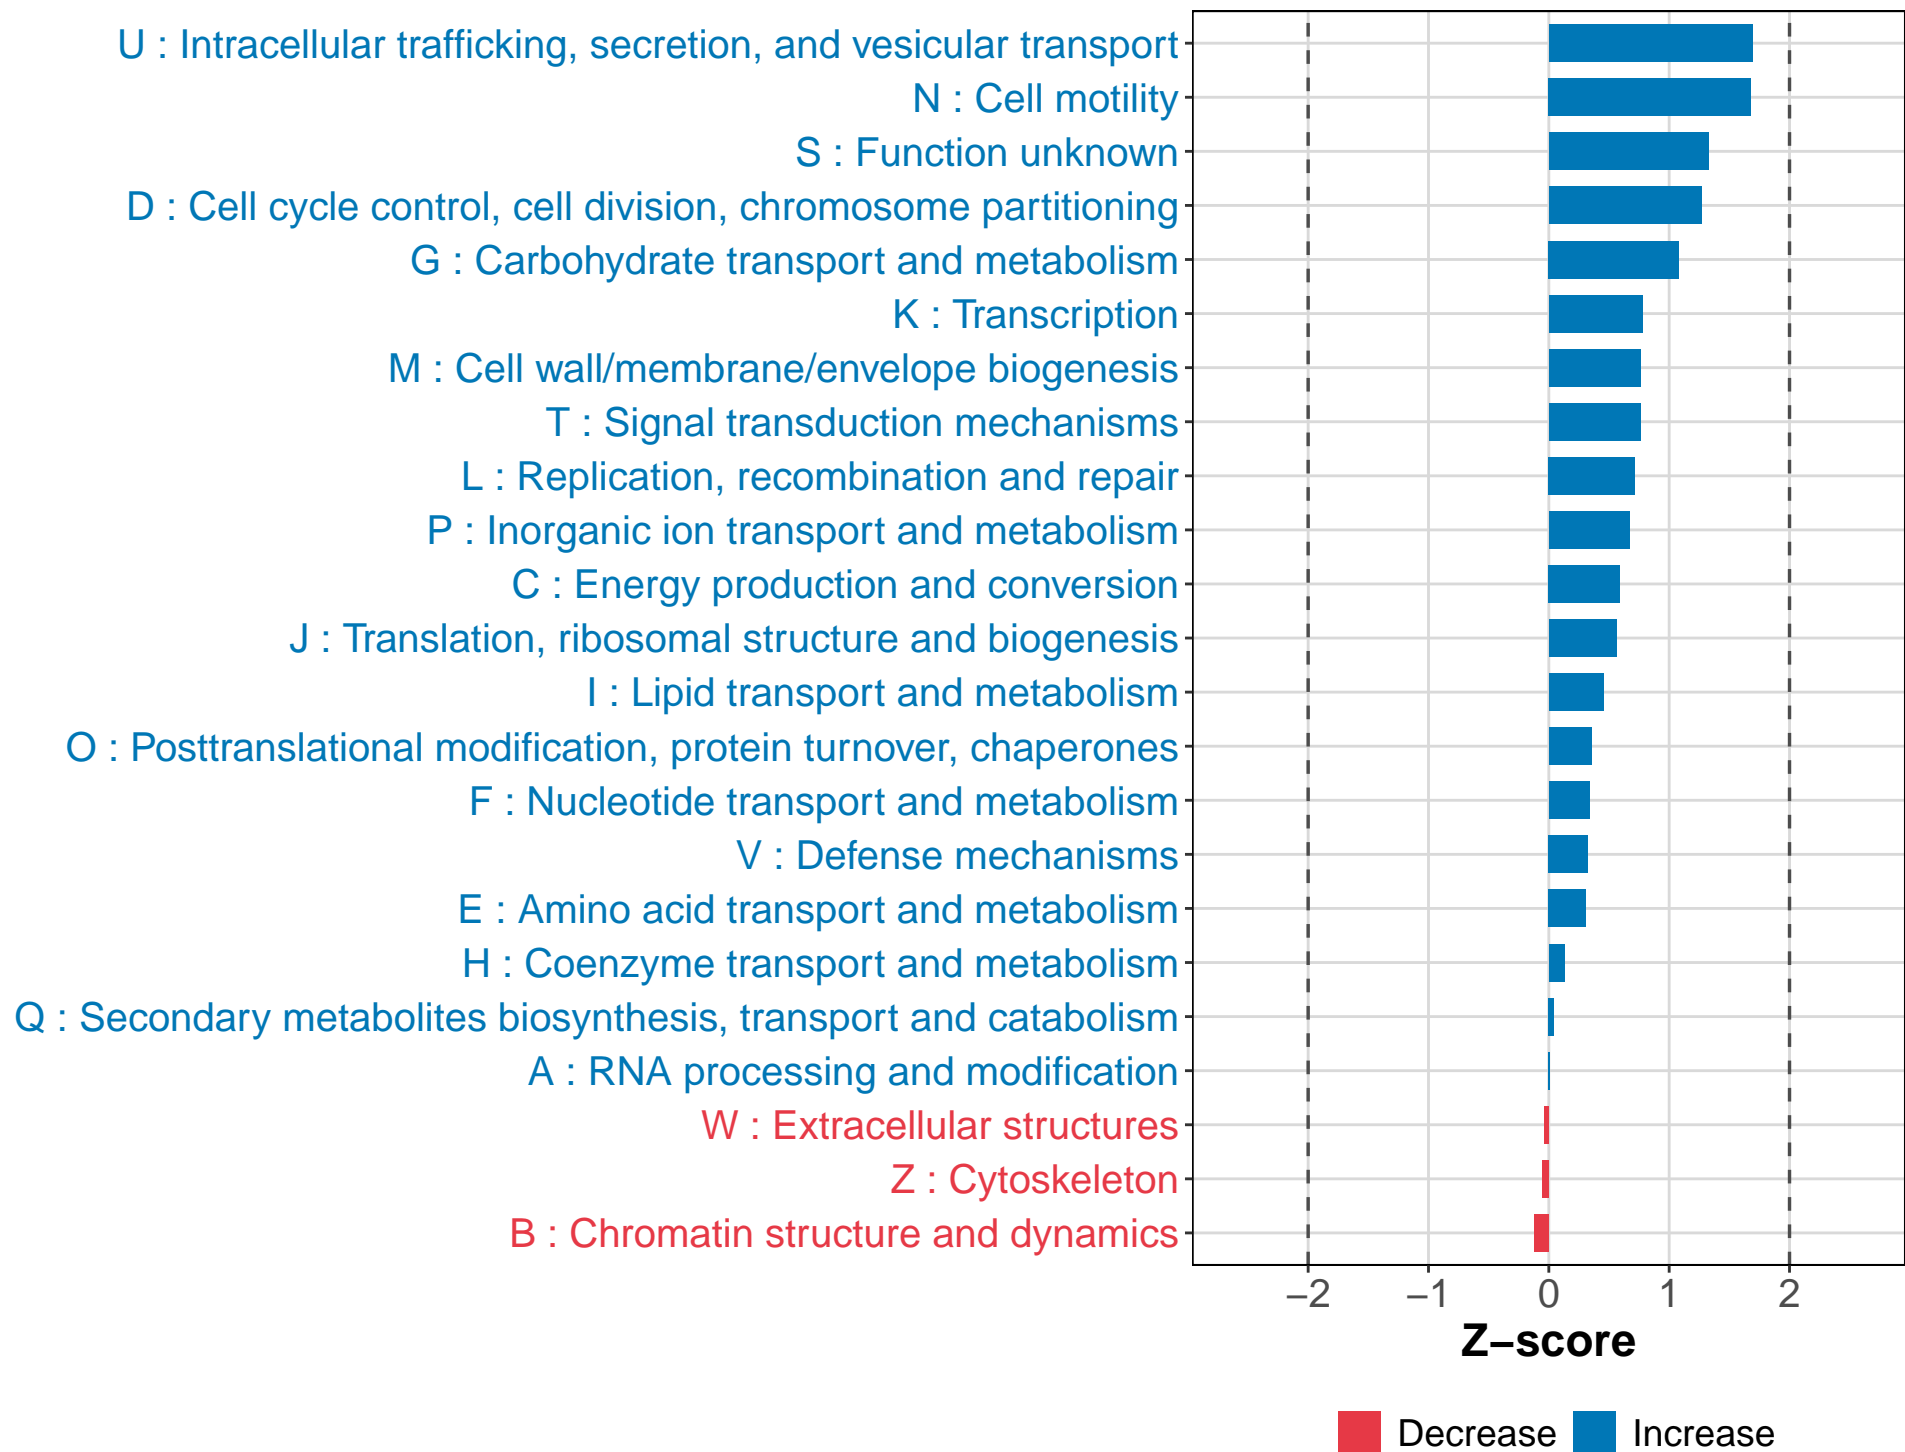 U : Intracellular trafficking, secretion, and vesicular transport
N : Cell motility
S : Function unknown
D : Cell cycle control, cell division, chromosome partitioning
G : Carbohydrate transport and metabolism
K : Transcription
M : Cell wall/membrane/envelope biogenesis
T : Signal transduction mechanisms
L : Replication, recombination and repair
P : Inorganic ion transport and metabolism
C : Energy production and conversion
J : Translation, ribosomal structure and biogenesis
I : Lipid transport and metabolism
O : Posttranslational modification, protein turnover, chaperones
F : Nucleotide transport and metabolism
V : Defense mechanisms
E : Amino acid transport and metabolism
H : Coenzyme transport and metabolism
Q : Secondary metabolites biosynthesis, transport and catabolism
A : RNA processing and modification
W : Extracellular structures
Z : Cytoskeleton
B : Chromatin structure and dynamics
−2 −1 0 1 2
Z−score
Decrease Increase